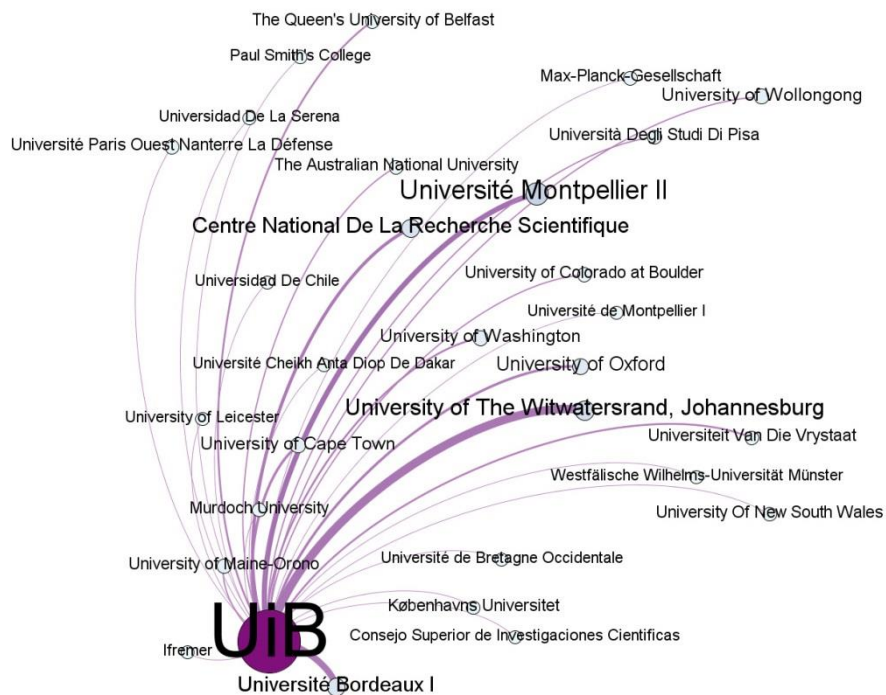 The Queen's University of Belfast
Paul Smith's College
Max-Planck-Gesellschaft
University of Wollongong
Universidad De La Serena
Università Degli Studi Di Pisa
Université Paris Ouest Nanterre La Défense
The Australian National University
Université Montpellier II
Centre National De La Recherche Scientifique
University of Colorado at Boulder
Universidad De Chile
Université de Montpellier I
University of Washington
Université Cheikh Anta Diop De Dakar
University of Oxford
University of The Witwatersrand, Johannesburg
University of Leicester
Universiteit Van Die Vrystaat
University of Cape Town
Westfälische Wilhelms-Universität Münster
Murdoch University
University Of New South Wales
Université de Bretagne Occidentale
University of Maine-Orono
Københavns Universitet
UiB
Consejo Superior de Investigaciones Cientificas
Ifremer
Université Bordeaux I